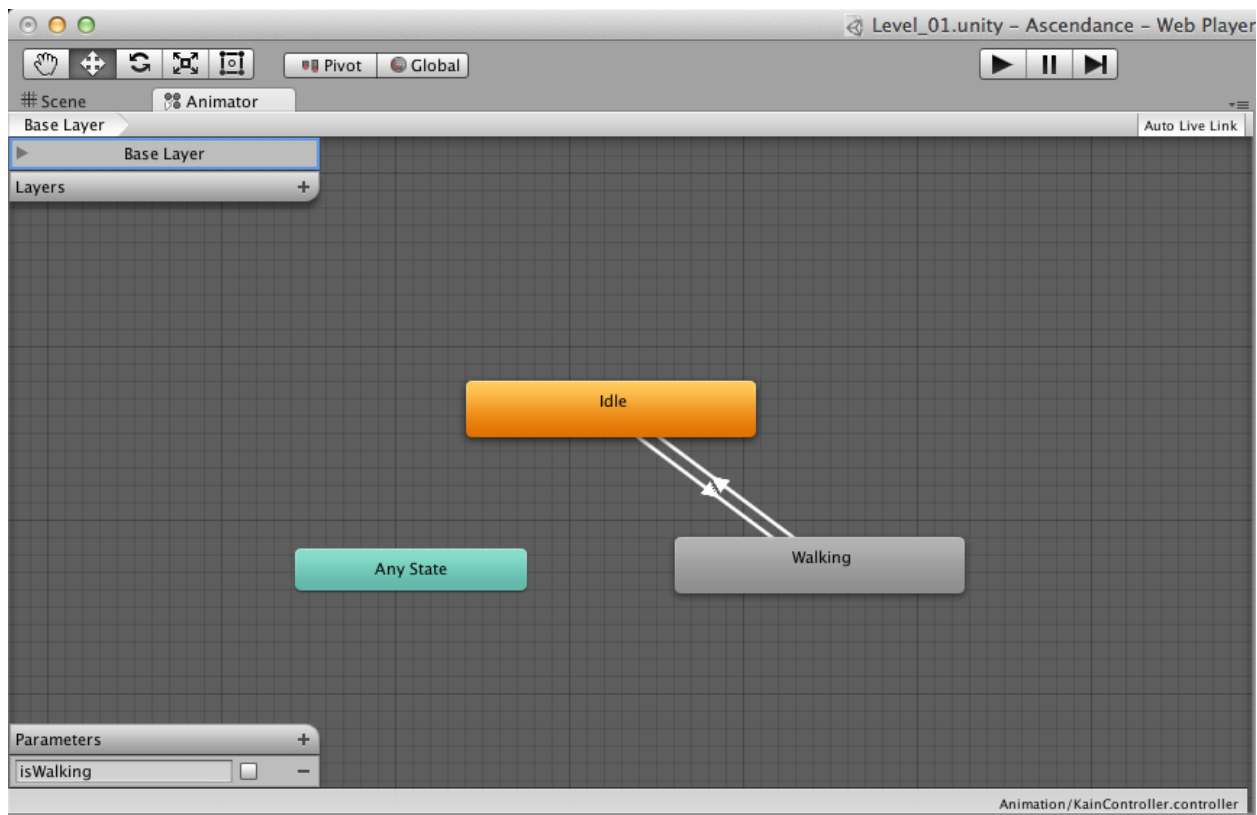 Level_01.unity – Ascendance – Web Player
Pivot Global
Scene Animator
Base Layer Auto Live Link
Base Layer
Layers +
Idle
Walking
Any State
Parameters +
isWalking –
Animation/KainController.controller